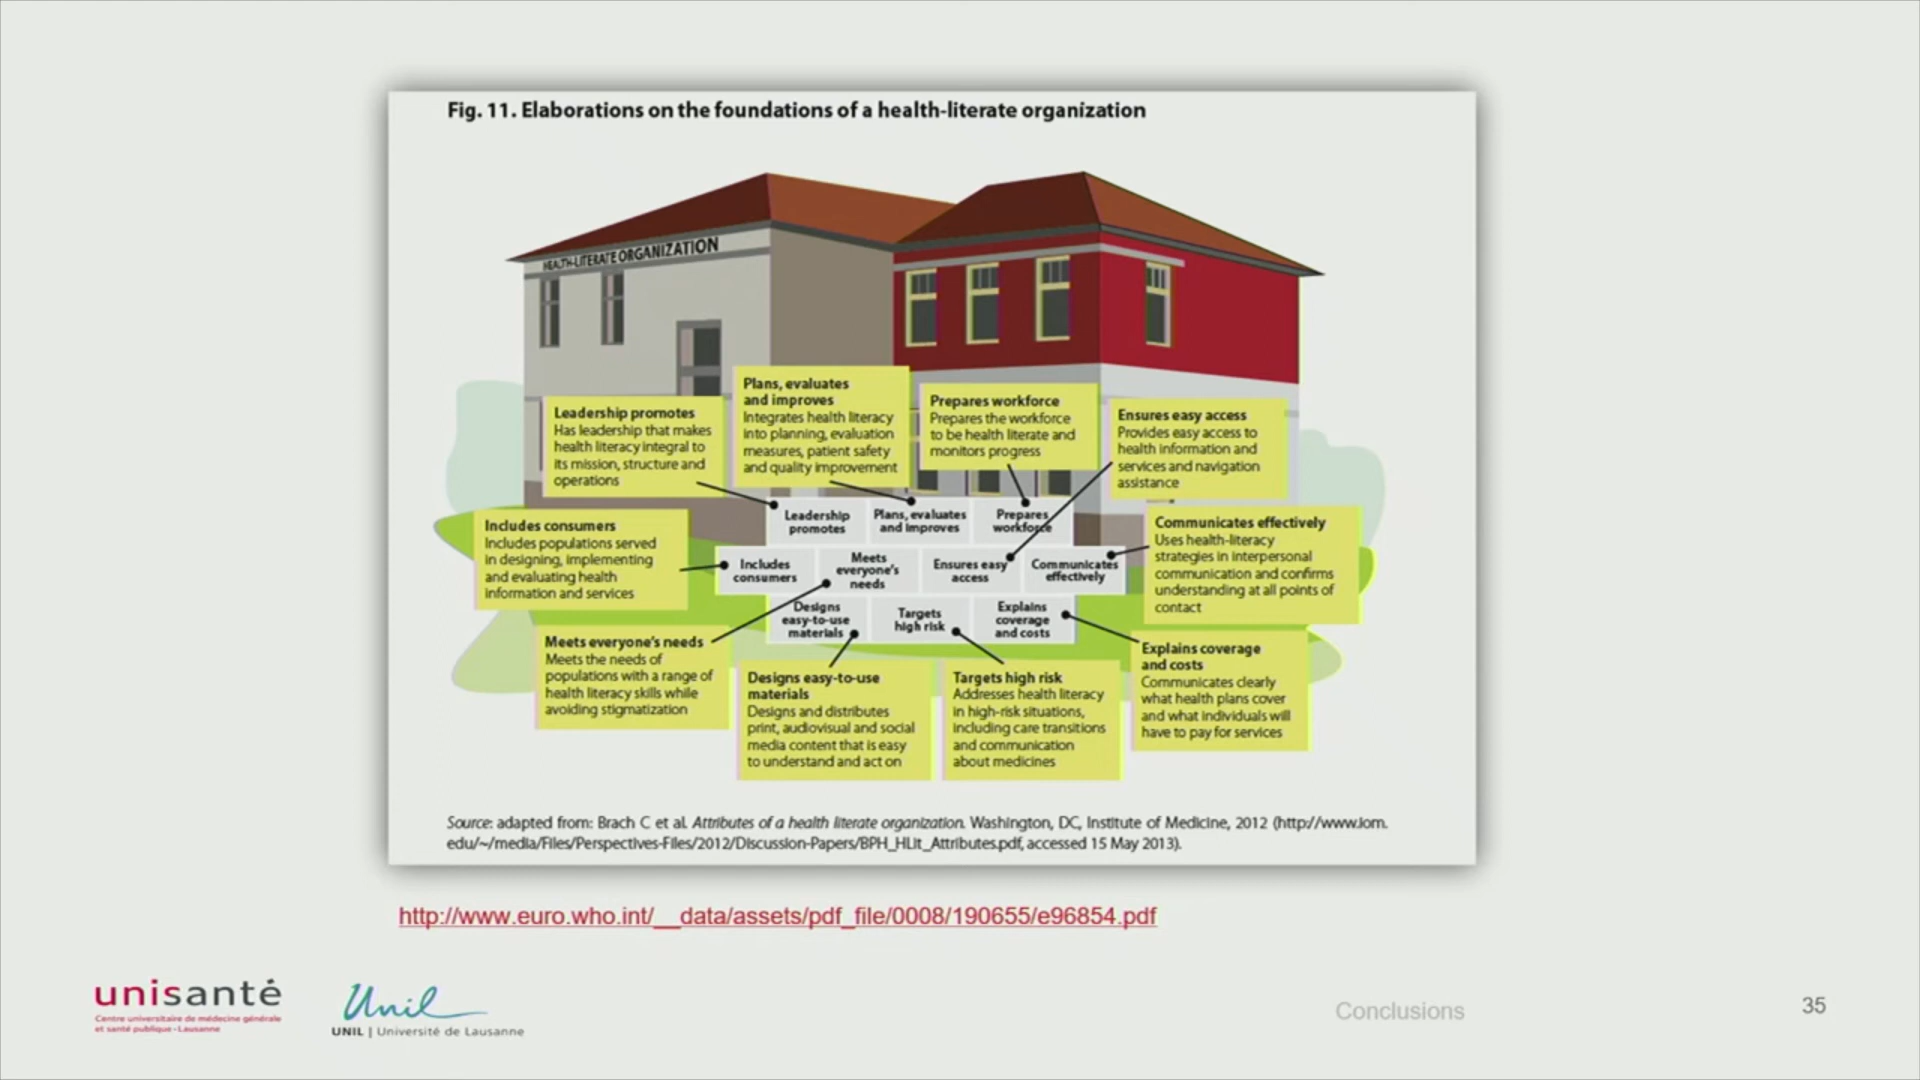 Fig. 11. Elaborations on the foundations of a health-literate organization
HEALTH-LITERATE ORGANIZATION
Leadership promotes
Has leadership that makes
health literacy integral to
its mission, structure and
operations
Plans, evaluates
and improves
Integrates health literacy
into planning, evaluation
measures, patient safety
and quality improvement
Prepares workforce
Prepares the workforce
to be health literate and
monitors progress
Ensures easy access
Provides easy access to
health information and
services and navigation
assistance
Includes consumers
Includes populations served
in designing, implementing
and evaluating health
information and services
Leadership
promotes
Plans, evaluates
and improves
Prepares
workforce
Includes
consumers
Meets
everyone's
needs
Ensures easy
access
Communicates
effectively
Designs
easy-to-use
materials
Targets
high risk
Explains
coverage
and costs
Communicates effectively
Uses health-literacy
strategies in interpersonal
communication and confirms
understanding at all points of
contact
Meets everyone's needs
Meets the needs of
populations with a range of
health literacy skills while
avoiding stigmatization
Designs easy-to-use
materials
Designs and distributes
print, audiovisual and social
media content that is easy
to understand and act on
Targets high risk
Addresses health literacy
in high-risk situations,
including care transitions
and communication
about medicines
Explains coverage
and costs
Communicates clearly
what health plans cover
and what individuals will
have to pay for services
Source: adapted from: Brach C et al. Attributes of a health literate organization. Washington, DC, Institute of Medicine, 2012 (http://www.iom.
edu/~/media/Files/Perspectives-Files/2012/Discussion-Papers/BPH_HLit_Attributes.pdf, accessed 15 May 2013).
http://www.euro.who.int/__data/assets/pdf_file/0008/190655/e96854.pdf
unisanté
Centre universitaire de médecine générale
et santé publique - Lausanne
Unil
UNIL | Université de Lausanne
Conclusions
35